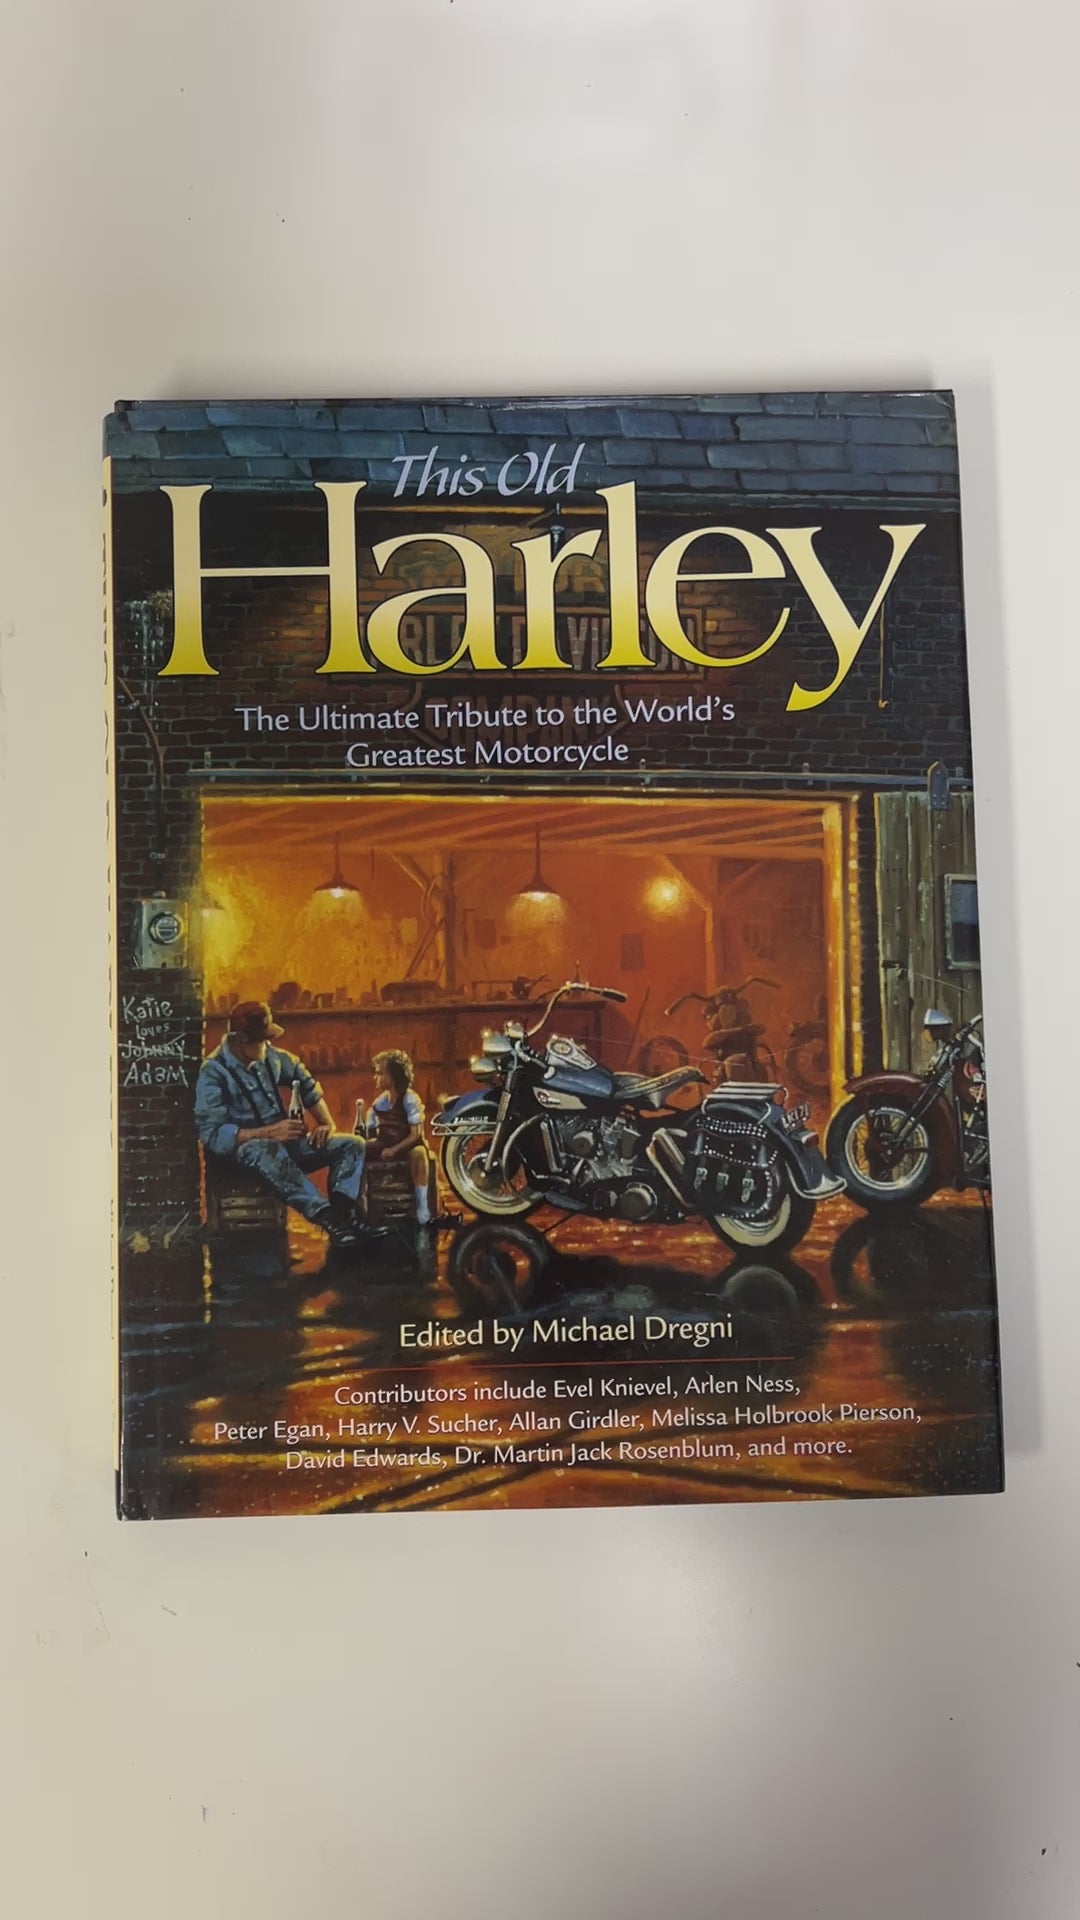 This Old
Harley
The Ultimate Tribute to the World's
Greatest Motorcycle
Katie
loves
Johnny
Adam
Edited by Michael Dregni
Contributors include Evel Knievel, Arlen Ness,
Peter Egan, Harry V. Sucher, Allan Girdler, Melissa Holbrook Pierson,
David Edwards, Dr. Martin Jack Rosenblum, and more.